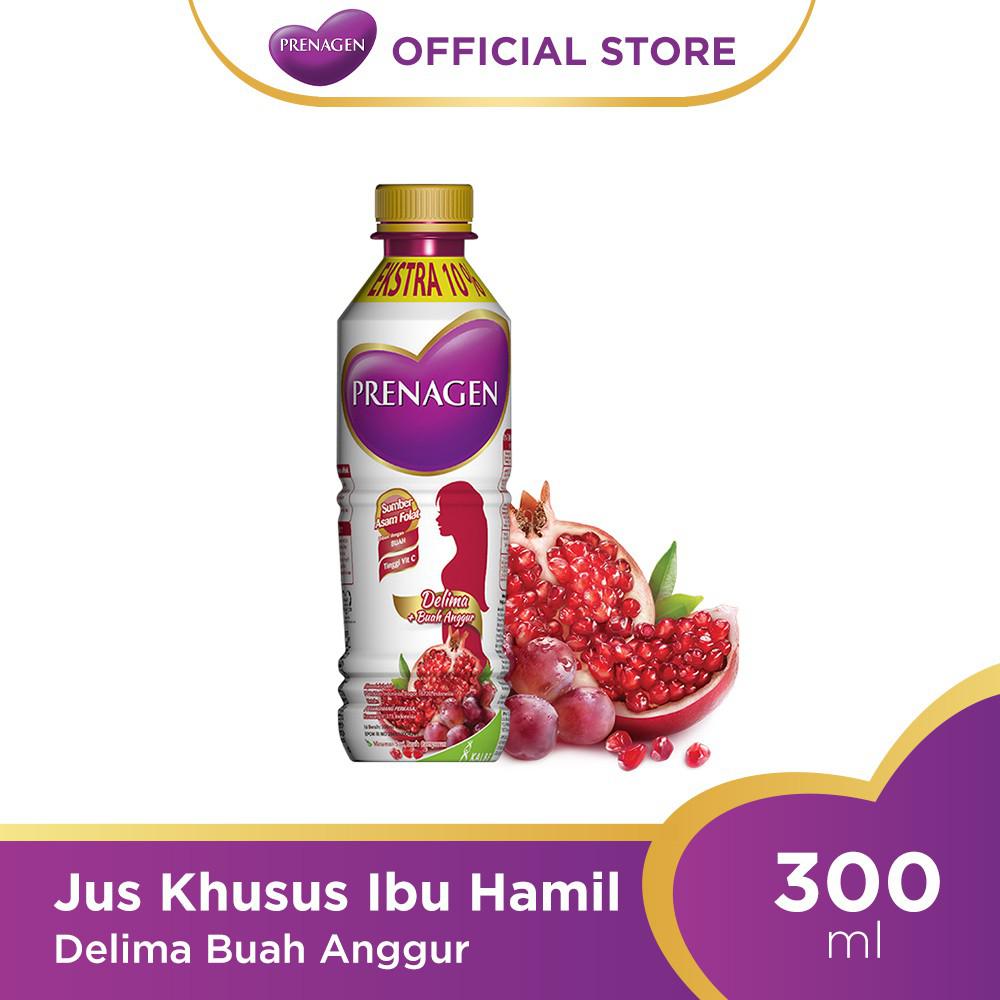 PRENAGEN OFFICIAL STORE
EKSTRA 10%
PRENAGEN
Sumber
Asam Folat
BUAH
Tinggi Vit C
Delima
+ Buah Anggur
KALBE
Jus Khusus Ibu Hamil
Delima Buah Anggur
300
ml